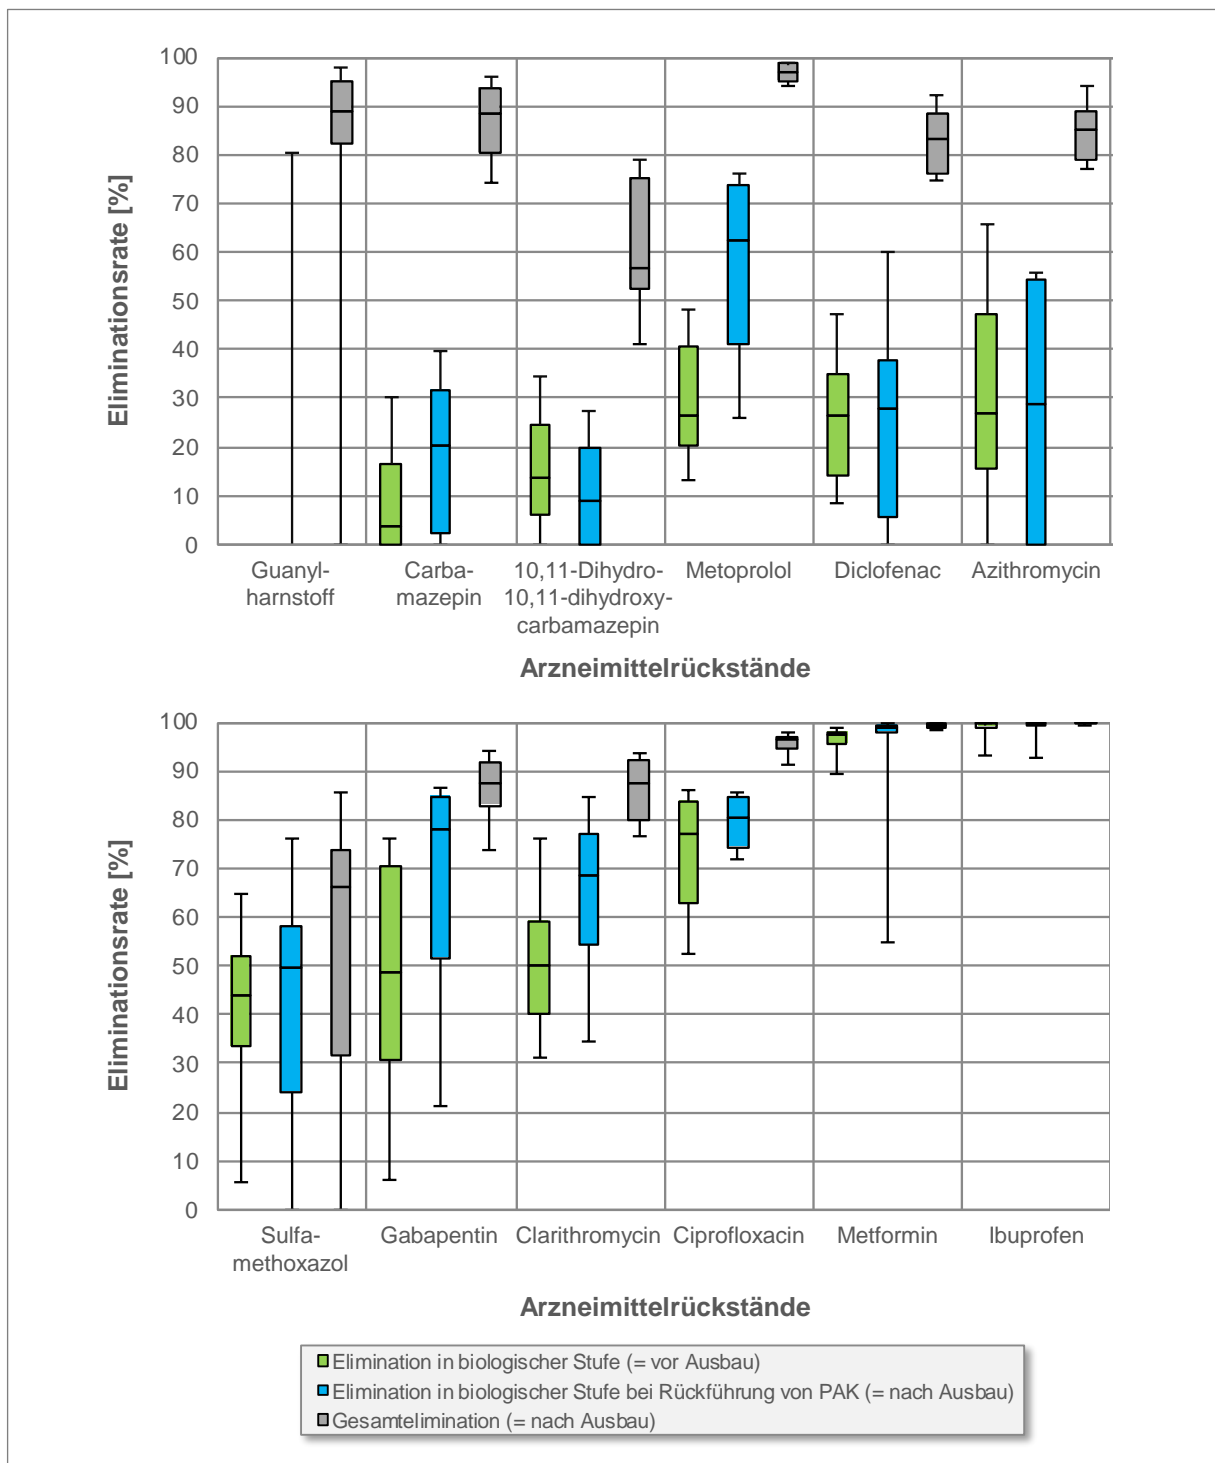 Eliminationsrate [%]
100
90
80
70
60
50
40
30
20
10
0
Guanyl-
harnstoff
Carba-
mazepin
10,11-Dihydro-
10,11-dihydroxy-
carbamazepin
Metoprolol
Diclofenac
Azithromycin
Arzneimittelrückstände
Eliminationsrate [%]
100
90
80
70
60
50
40
30
20
10
0
Sulfa-
methoxazol
Gabapentin
Clarithromycin
Ciprofloxacin
Metformin
Ibuprofen
Arzneimittelrückstände
Elimination in biologischer Stufe (= vor Ausbau)
Elimination in biologischer Stufe bei Rückführung von PAK (= nach Ausbau)
Gesamtelimination (= nach Ausbau)